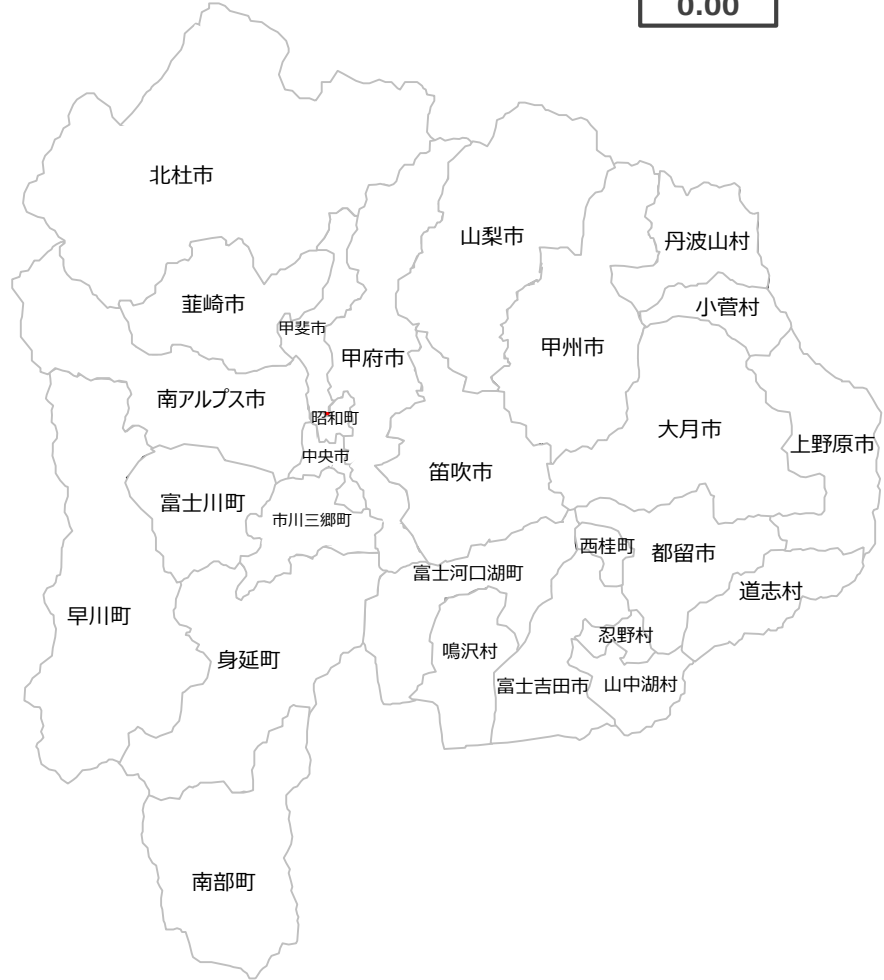 0.00
北杜市
山梨市
丹波山村
韮崎市
小菅村
甲斐市
甲府市
甲州市
南アルプス市
昭和町
大月市
上野原市
中央市
笛吹市
富士川町
市川三郷町
西桂町
都留市
富士河口湖町
道志村
早川町
忍野村
鳴沢村
身延町
富士吉田市
山中湖村
南部町